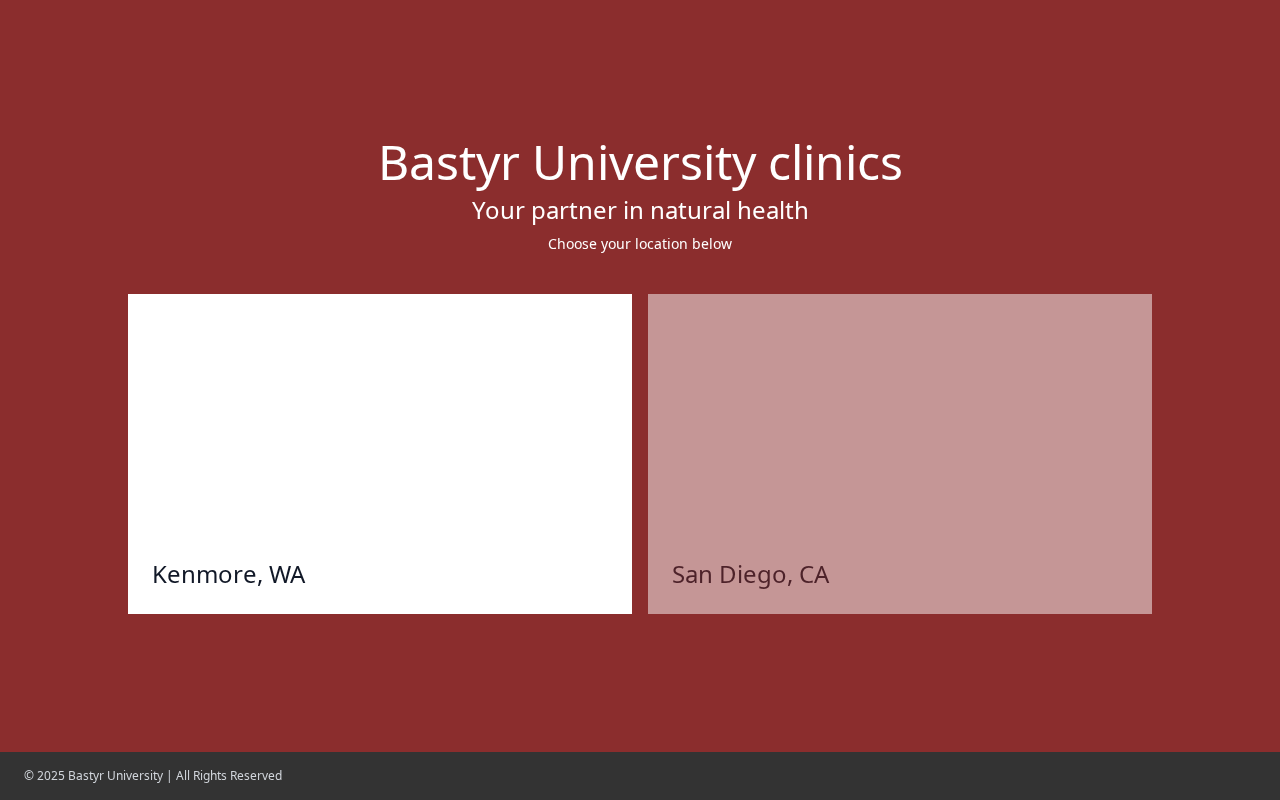 Bastyr University clinics
Your partner in natural health
Choose your location below
Kenmore, WA
San Diego, CA
© 2025 Bastyr University | All Rights Reserved